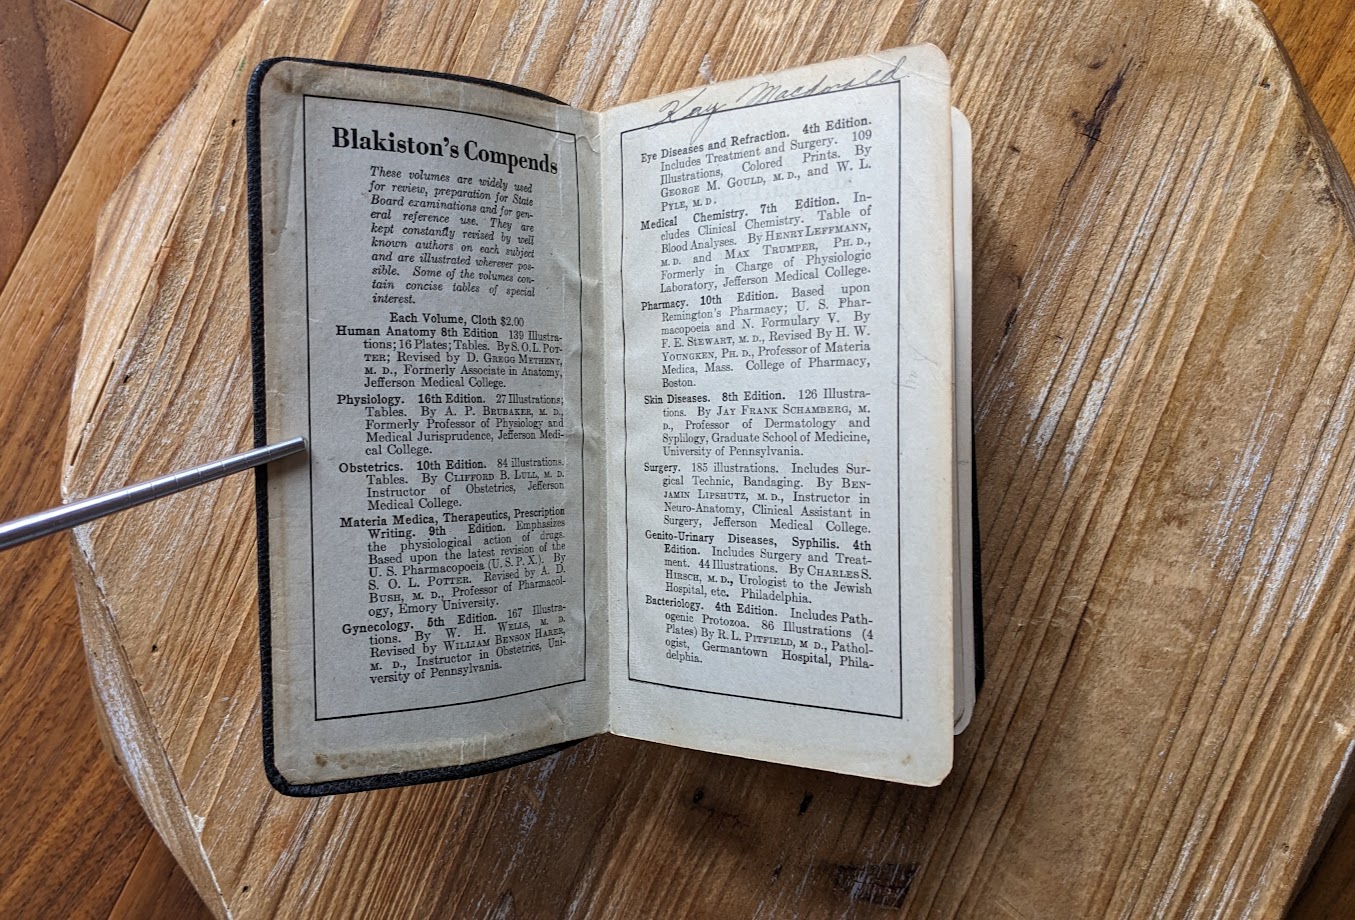 Blakiston's Compends
These volumes are widely used
for review, preparation for State
Board examinations and for gen-
eral reference use. They are
kept constantly revised by well
known authors on each subject
and are illustrated wherever pos-
sible. Some of the volumes con-
tain concise tables of special
interest.
Each Volume, Cloth $2.00
Human Anatomy 8th Edition 139 Illustra-
tions; 16 Plates; Tables. By S. O. L. POT-
TER; Revised by D. GREGG METHENY,
M. D., Formerly Associate in Anatomy,
Jefferson Medical College.
Physiology. 16th Edition. 27 Illustrations;
Tables. By A. P. BRUBAKER, M. D.,
Formerly Professor of Physiology and
Medical Jurisprudence, Jefferson Medi-
cal College.
Obstetrics. 10th Edition. 84 illustrations.
Tables. By CLIFFORD B. LULL, M. D.
Instructor of Obstetrics, Jefferson
Medical College.
Materia Medica, Therapeutics, Prescription
Writing. 9th Edition. Emphasizes
the physiological action of drugs.
Based upon the latest revision of the
U. S. Pharmacopoeia (U. S. P. X.). By
S. O. L. POTTER. Revised by A. D.
BUSH, M. D., Professor of Pharmacol-
ogy, Emory University.
Gynecology. 5th Edition. 167 Illustra-
tions. By W. H. WELLS, M. D.
Revised by WILLIAM BENSON HARER,
M. D., Instructor in Obstetrics, Uni-
versity of Pennsylvania.
Kay Macdonald
Eye Diseases and Refraction. 4th Edition.
Includes Treatment and Surgery. 109
Illustrations, Colored Prints. By
GEORGE M. GOULD, M. D., and W. L.
PYLE, M. D.
Medical Chemistry. 7th Edition. In-
cludes Clinical Chemistry. Table of
Blood Analyses. By HENRY LEFFMANN,
M. D. and MAX TRUMPER, PH. D.,
Formerly in Charge of Physiologic
Laboratory, Jefferson Medical College.
Pharmacy. 10th Edition. Based upon
Remington's Pharmacy; U. S. Phar-
macopoeia and N. Formulary V. By
F. E. STEWART, M. D., Revised By H. W.
YOUNGKEN, PH. D., Professor of Materia
Medica, Mass. College of Pharmacy,
Boston.
Skin Diseases. 8th Edition. 126 Illustra-
tions. By JAY FRANK SCHAMBERG, M.
D., Professor of Dermatology and
Syphilogy, Graduate School of Medicine,
University of Pennsylvania.
Surgery. 185 illustrations. Includes Sur-
gical Technic, Bandaging. By BEN-
JAMIN LIPSHUTZ, M. D., Instructor in
Neuro-Anatomy, Clinical Assistant in
Surgery, Jefferson Medical College.
Genito-Urinary Diseases, Syphilis. 4th
Edition. Includes Surgery and Treat-
ment. 44 Illustrations. By CHARLES S.
HIRSCH, M. D., Urologist to the Jewish
Hospital, etc. Philadelphia.
Bacteriology. 4th Edition. Includes Path-
ogenic Protozoa. 86 Illustrations (4
Plates) By R. L. PITFIELD, M. D., Pathol-
ogist, Germantown Hospital, Phila-
delphia.